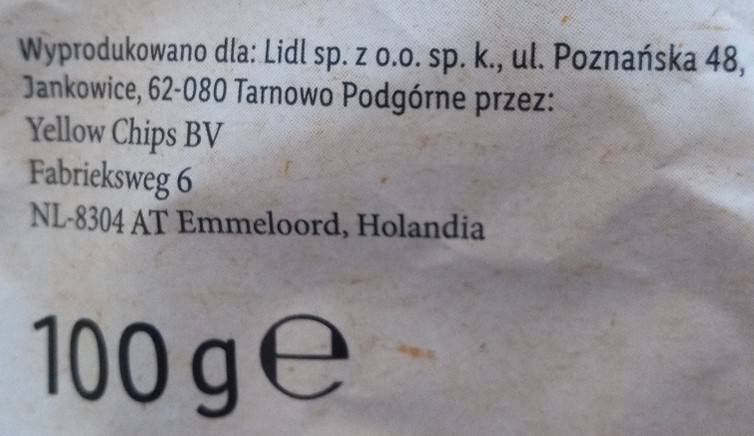 Wyprodukowano dla: Lidl sp. z o.o. sp. k., ul. Poznańska 48,
Jankowice, 62-080 Tarnowo Podgórne przez:
Yellow Chips BV
Fabrieksweg 6
NL-8304 AT Emmeloord, Holandia
100 g ℮